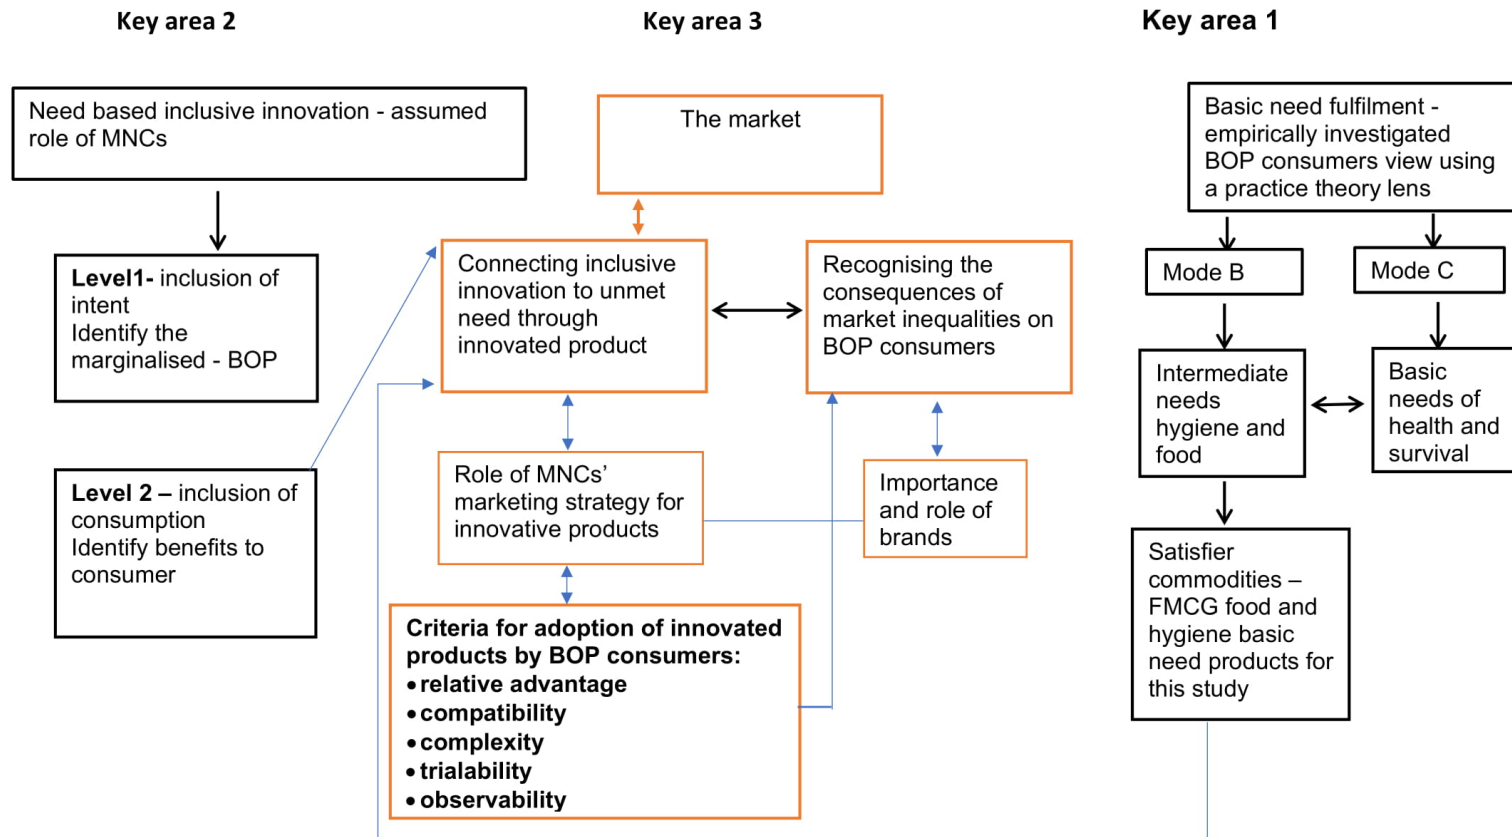 Key area 2
Key area 3
Key area 1
Need based inclusive innovation - assumed
role of MNCs
Level1- inclusion of
intent
Identify the
marginalised - BOP
Level 2 – inclusion of
consumption
Identify benefits to
consumer
The market
Connecting inclusive
innovation to unmet
need through
innovated product
Recognising the
consequences of
market inequalities on
BOP consumers
Role of MNCs’
marketing strategy for
innovative products
Importance
and role of
brands
Criteria for adoption of innovated
products by BOP consumers:
• relative advantage
• compatibility
• complexity
• trialability
• observability
Basic need fulfilment -
empirically investigated
BOP consumers view using
a practice theory lens
Mode B
Mode C
Intermediate
needs
hygiene and
food
Basic
needs of
health and
survival
Satisfier
commodities –
FMCG food and
hygiene basic
need products for
this study